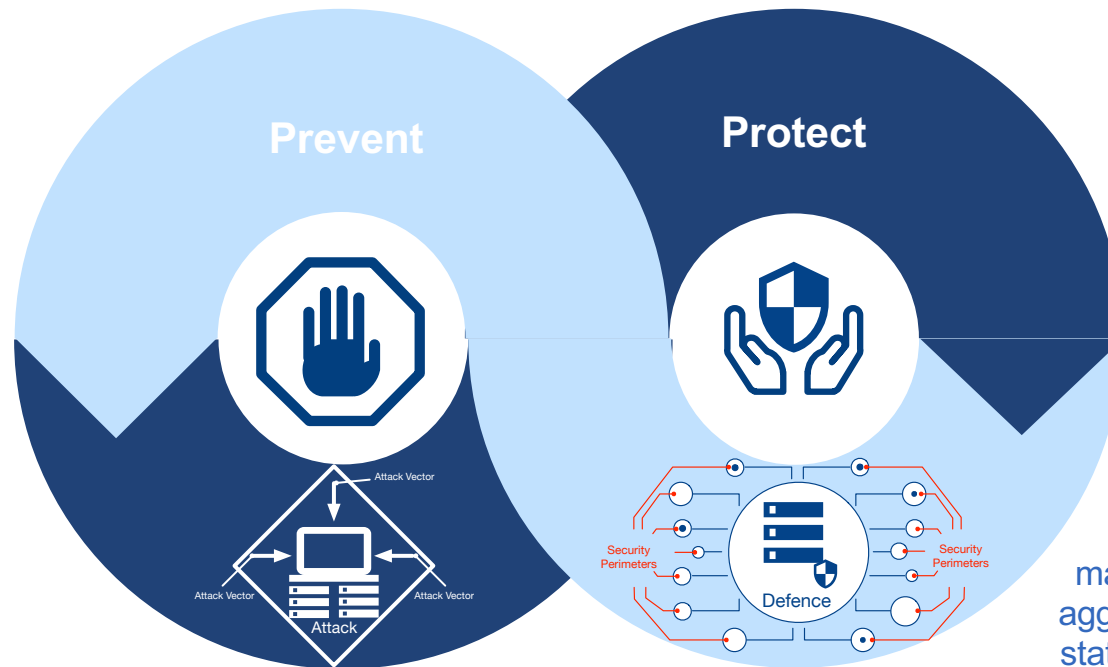 Prevent
Protect
Attack Vector
Attack Vector
Attack Vector
Attack
Security
Perimeters
Security
Perimeters
Defence